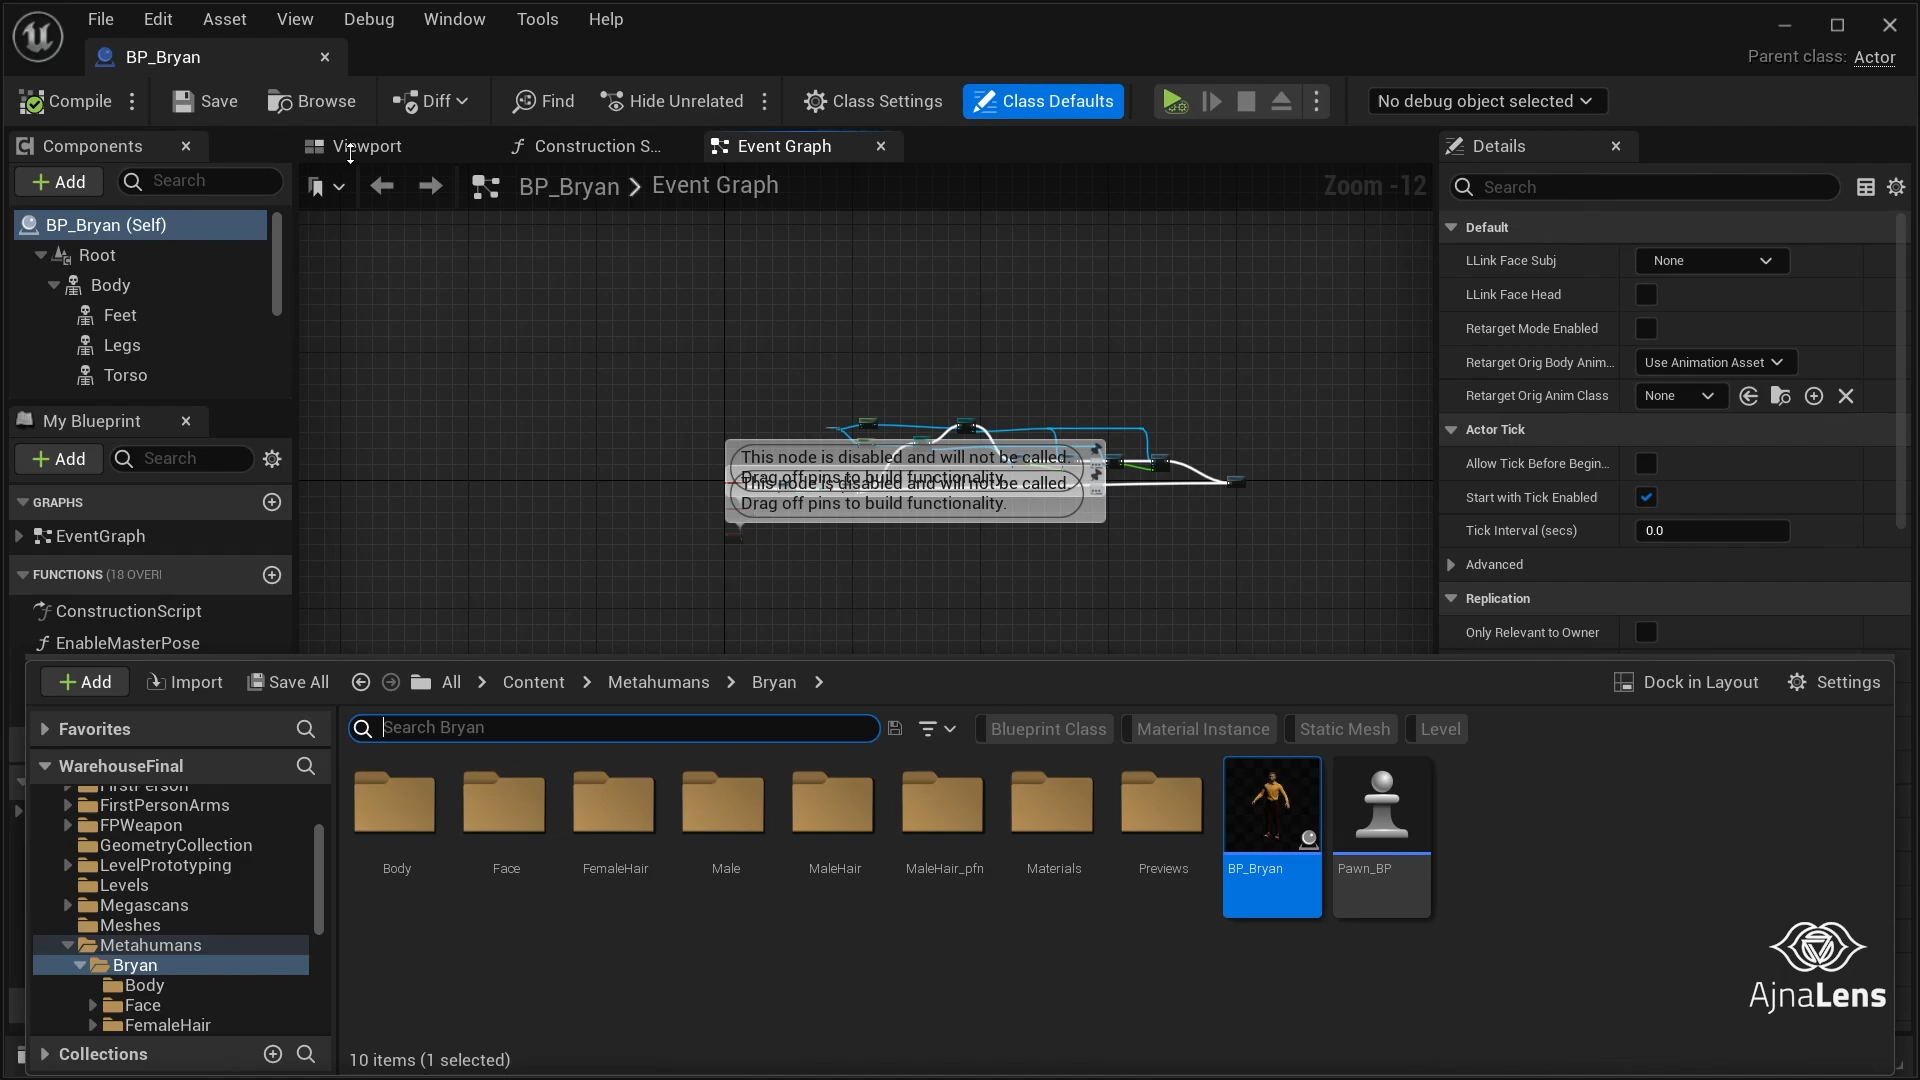 File Edit Asset View Debug Window Tools Help
BP_Bryan
Parent class: Actor
Compile Save Browse Diff Find Hide Unrelated Class Settings Class Defaults No debug object selected
Components
Viewport
Construction S...
Event Graph
Details
Add Search
BP_Bryan > Event Graph
Zoom -12
Search
BP_Bryan (Self)
Root
Body
Feet
Legs
Torso
My Blueprint
Add Search
GRAPHS
EventGraph
FUNCTIONS (18 OVERI
ConstructionScript
EnableMasterPose
This node is disabled and will not be called.
Drag off pins to build functionality.
This node is disabled and will not be called.
Drag off pins to build functionality.
Default
LLink Face Subj None
LLink Face Head
Retarget Mode Enabled
Retarget Orig Body Anim... Use Animation Asset
Retarget Orig Anim Class None
Actor Tick
Allow Tick Before Begin...
Start with Tick Enabled
Tick Interval (secs) 0.0
Advanced
Replication
Only Relevant to Owner
Add Import Save All All > Content > Metahumans > Bryan > Dock in Layout Settings
Favorites
Search Bryan
Blueprint Class Material Instance Static Mesh Level
WarehouseFinal
FirstPerson
FirstPersonArms
FPWeapon
GeometryCollection
LevelPrototyping
Levels
Megascans
Meshes
Metahumans
Bryan
Body
Face
FemaleHair
Collections
Body Face FemaleHair Male MaleHair MaleHair_pfn Materials Previews BP_Bryan Pawn_BP
10 items (1 selected)
AjnaLens